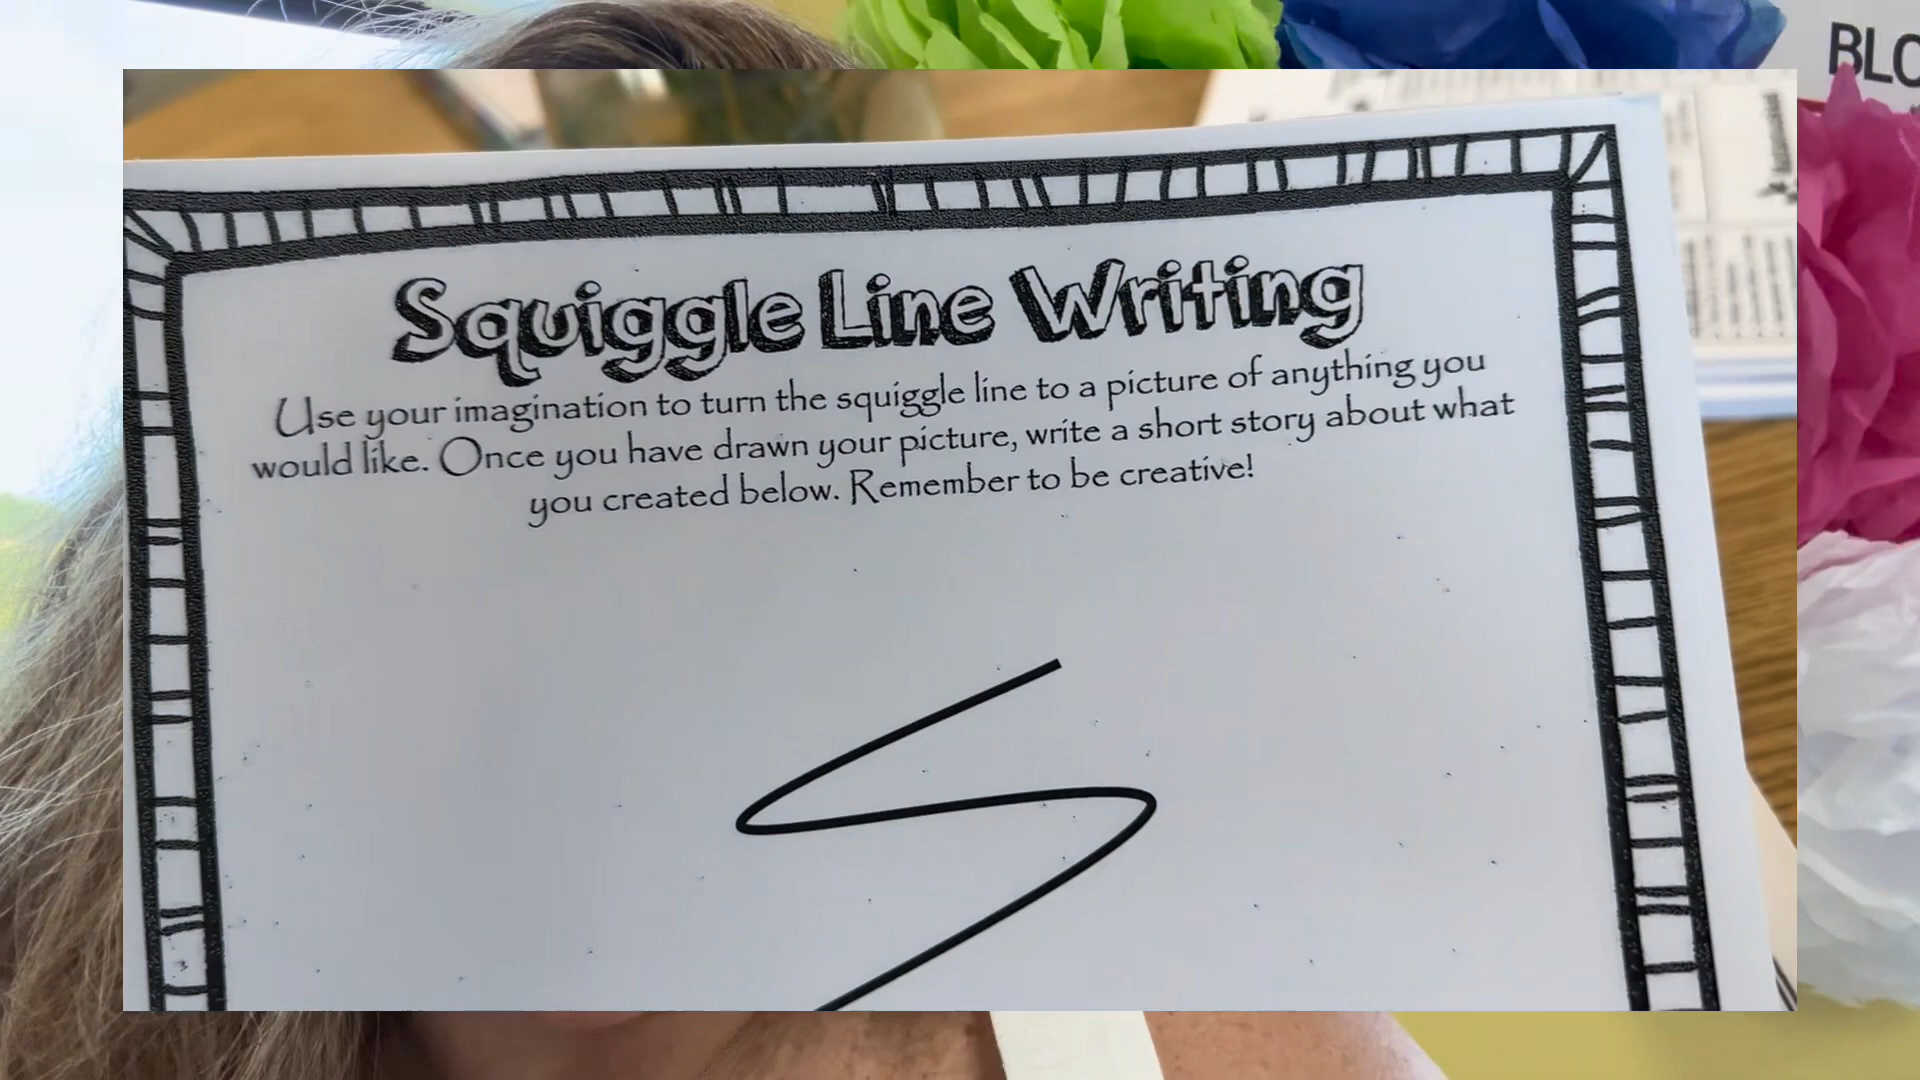 BLO
Squiggle Line Writing
Use your imagination to turn the squiggle line to a picture of anything you
would like. Once you have drawn your picture, write a short story about what
you created below. Remember to be creative!